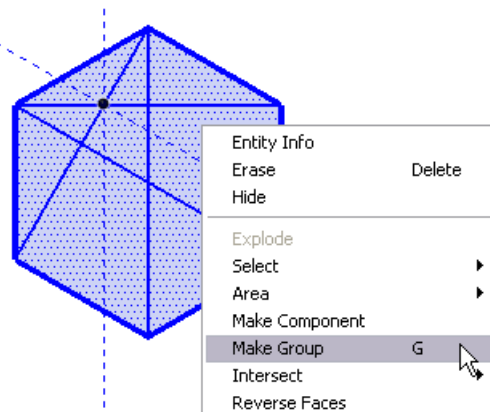 Entity Info
Erase Delete
Hide
Explode
Select
Area
Make Component
Make Group G
Intersect
Reverse Faces